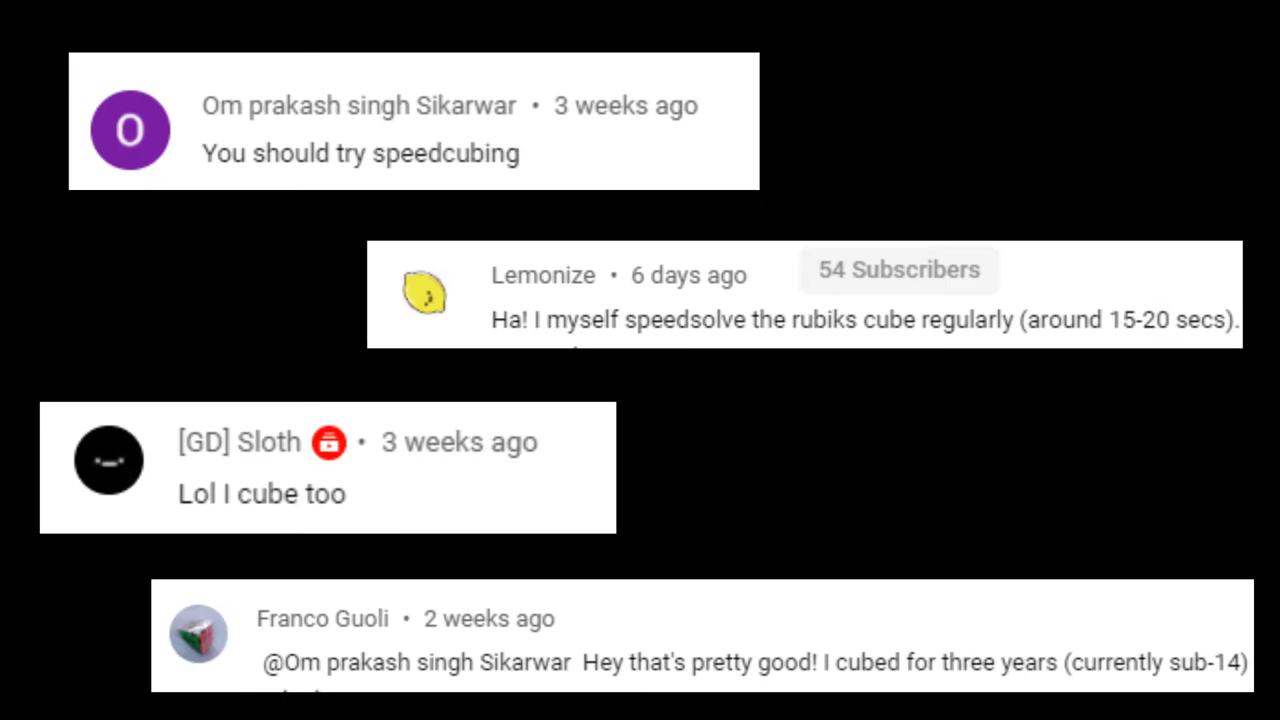 O
Om prakash singh Sikarwar • 3 weeks ago
You should try speedcubing
Lemonize • 6 days ago 54 Subscribers
Ha! I myself speedsolve the rubiks cube regularly (around 15-20 secs).
[GD] Sloth • 3 weeks ago
Lol I cube too
Franco Guoli • 2 weeks ago
@Om prakash singh Sikarwar Hey that's pretty good! I cubed for three years (currently sub-14)